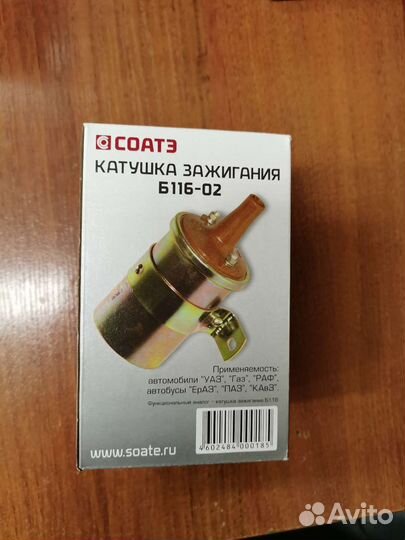 СОАТЭ
КАТУШКА ЗАЖИГАНИЯ
Б116-02
Применяемость:
автомобили "УАЗ", "Газ", "РАФ",
автобусы "ЕрАЗ", "ПАЗ", "КАвЗ".
Функциональный аналог – катушка зажигания Б116
4602484000185
www.soate.ru
Avito